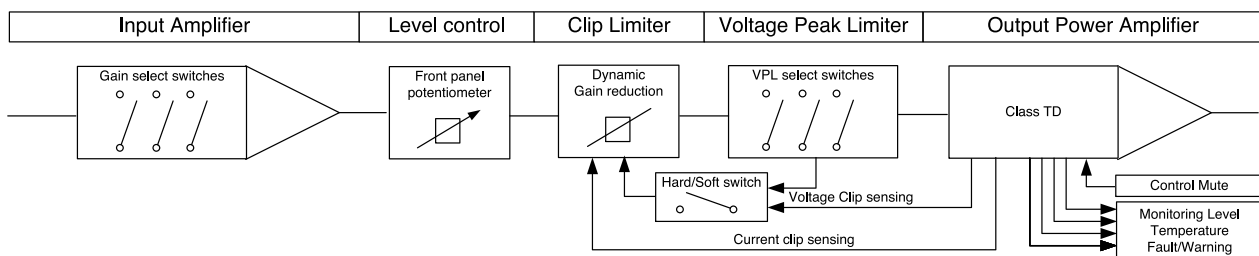 Input Amplifier
Level control
Clip Limiter
Voltage Peak Limiter
Output Power Amplifier
Gain select switches
Front panel
potentiometer
Dynamic
Gain reduction
VPL select switches
Class TD
Hard/Soft switch
Voltage Clip sensing
Current clip sensing
Control Mute
Monitoring Level
Temperature
Fault/Warning